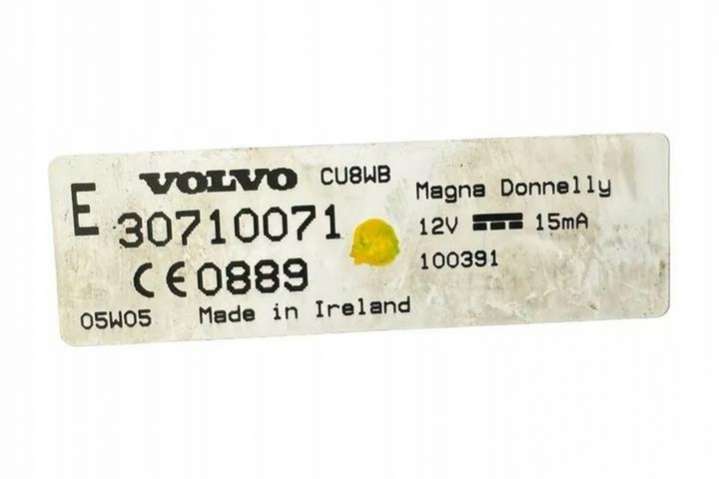 E VOLVO CU8WB
30710071
CE0889
05W05 Made in Ireland
Magna Donnelly
12V ⎓ 15mA
100391